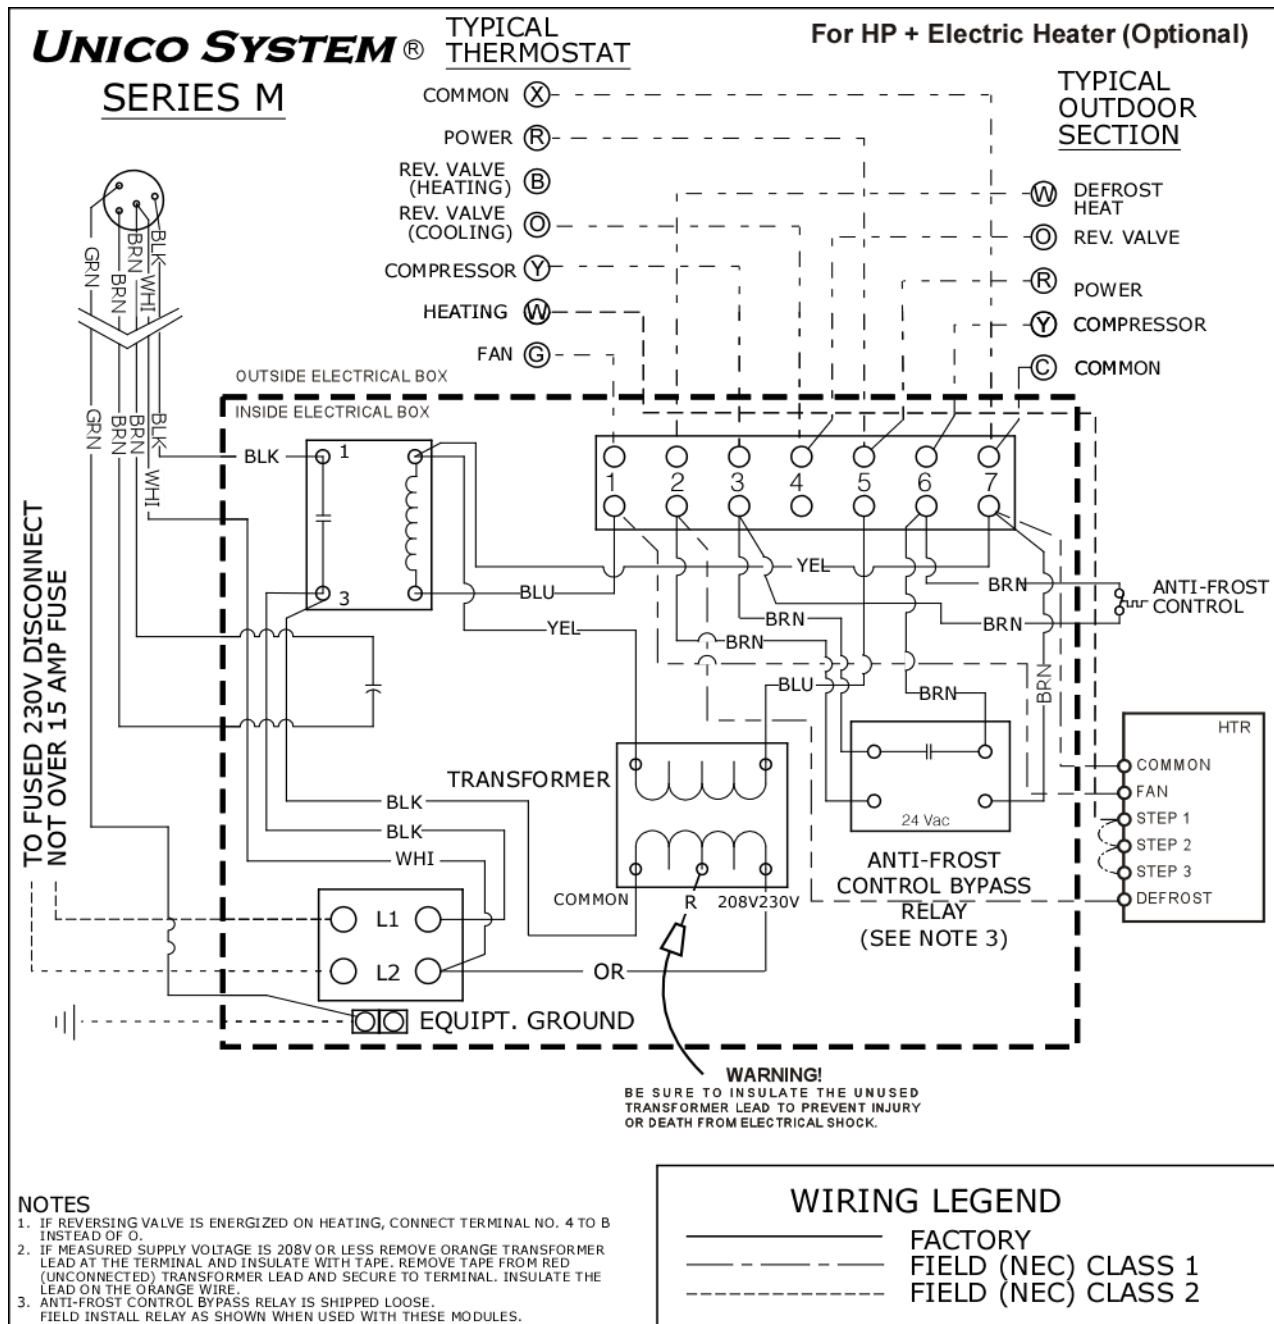 UNICO SYSTEM®
SERIES M
TYPICAL
THERMOSTAT
For HP + Electric Heater (Optional)
TYPICAL
OUTDOOR
SECTION
COMMON X
POWER R
REV. VALVE
(HEATING) B
REV. VALVE
(COOLING) O
COMPRESSOR Y
HEATING W
FAN G
W DEFROST
HEAT
O REV. VALVE
R POWER
Y COMPRESSOR
C COMMON
GRN
BRN
BRN
WHI
BLK
GRN
BRN
BRN
BLK
WHI
OUTSIDE ELECTRICAL BOX
INSIDE ELECTRICAL BOX
BLK
1
3
1 2 3 4 5 6 7
YEL
BLU
YEL
BRN
BRN
BRN
BRN
BLU
BRN
BRN
ANTI-FROST
CONTROL
TO FUSED 230V DISCONNECT
NOT OVER 15 AMP FUSE
TRANSFORMER
BLK
BLK
WHI
COMMON
R
208V230V
24 Vac
ANTI-FROST
CONTROL BYPASS
RELAY
(SEE NOTE 3)
HTR
COMMON
FAN
STEP 1
STEP 2
STEP 3
DEFROST
L1
L2
OR
EQUIPT. GROUND
WARNING!
BE SURE TO INSULATE THE UNUSED
TRANSFORMER LEAD TO PREVENT INJURY
OR DEATH FROM ELECTRICAL SHOCK.
NOTES
1. IF REVERSING VALVE IS ENERGIZED ON HEATING, CONNECT TERMINAL NO. 4 TO B
INSTEAD OF O.
2. IF MEASURED SUPPLY VOLTAGE IS 208V OR LESS REMOVE ORANGE TRANSFORMER
LEAD AT THE TERMINAL AND INSULATE WITH TAPE. REMOVE TAPE FROM RED
(UNCONNECTED) TRANSFORMER LEAD AND SECURE TO TERMINAL. INSULATE THE
LEAD ON THE ORANGE WIRE.
3. ANTI-FROST CONTROL BYPASS RELAY IS SHIPPED LOOSE.
FIELD INSTALL RELAY AS SHOWN WHEN USED WITH THESE MODULES.
WIRING LEGEND
FACTORY
FIELD (NEC) CLASS 1
FIELD (NEC) CLASS 2